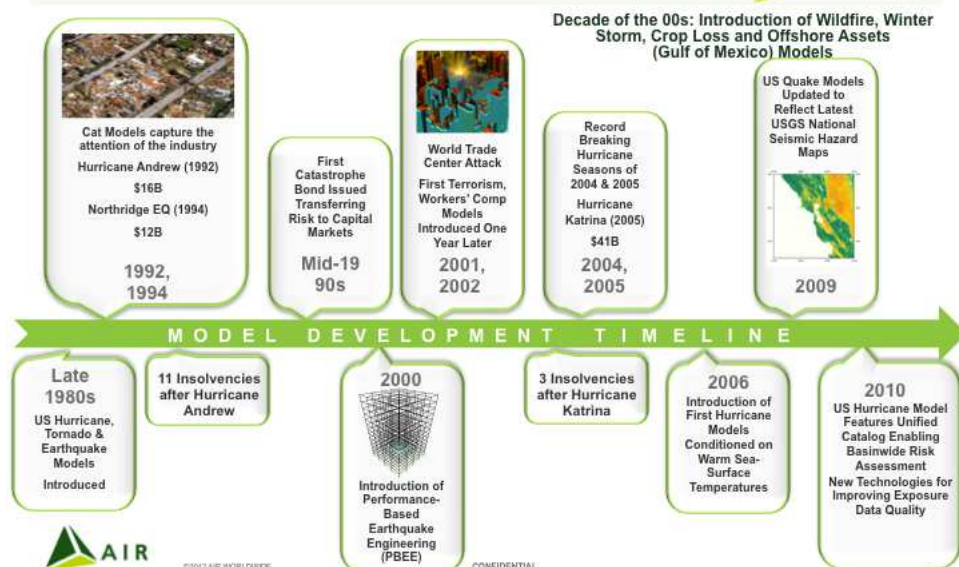 Decade of the 00s: Introduction of Wildfire, Winter
Storm, Crop Loss and Offshore Assets
(Gulf of Mexico) Models
Cat Models capture the
attention of the industry
Hurricane Andrew (1992)
$16B
Northridge EQ (1994)
$12B
1992,
1994
First
Catastrophe
Bond Issued
Transferring
Risk to Capital
Markets
Mid-19
90s
World Trade
Center Attack
First Terrorism,
Workers' Comp
Models
Introduced One
Year Later
2001,
2002
Record
Breaking
Hurricane
Seasons of
2004 & 2005
Hurricane
Katrina (2005)
$41B
2004,
2005
US Quake Models
Updated to
Reflect Latest
USGS National
Seismic Hazard
Maps
2009
MODEL DEVELOPMENT TIMELINE
Late
1980s
US Hurricane,
Tornado &
Earthquake
Models
Introduced
11 Insolvencies
after Hurricane
Andrew
2000
Introduction of
Performance-
Based
Earthquake
Engineering
(PBEE)
3 Insolvencies
after Hurricane
Katrina
2006
Introduction of
First Hurricane
Models
Conditioned on
Warm Sea-
Surface
Temperatures
2010
US Hurricane Model
Features Unified
Catalog Enabling
Basinwide Risk
Assessment
New Technologies for
Improving Exposure
Data Quality
AIR
CONFIDENTIAL